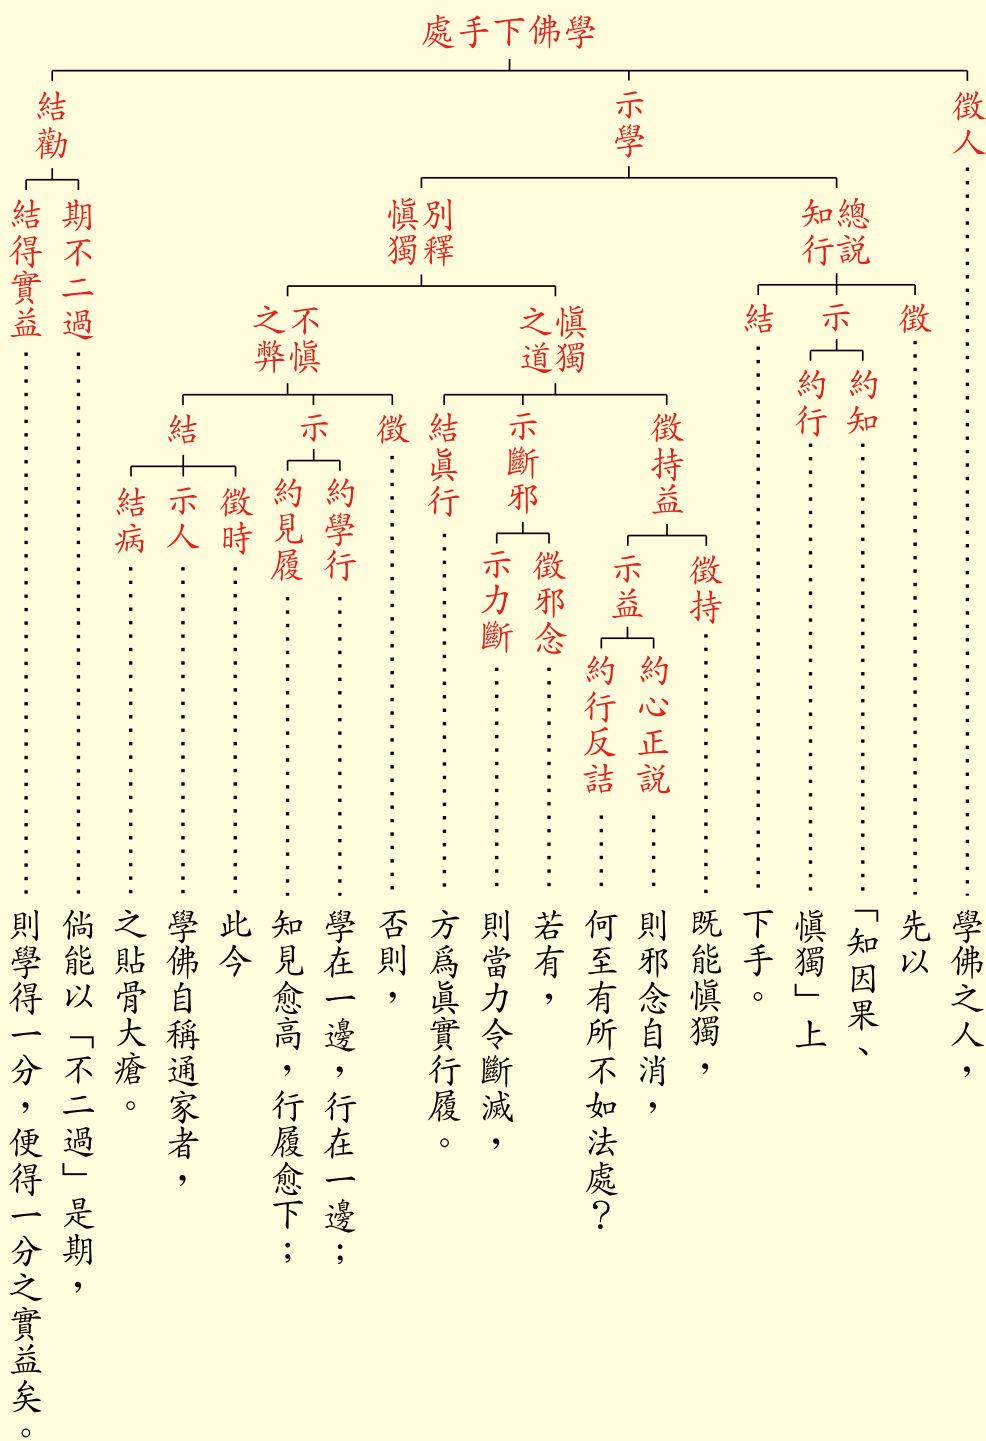 學佛下手處
徵人
示學
結勸
總說
知行
別釋
慎獨
期不二過
結得實益
徵
示
結
約知
約行
慎獨
之道
不慎
之弊
徵持益
示斷邪
結眞行
徵
示
結
徵持
示益
徵邪念
示力斷
約學行
約見履
徵時
示人
結病
約心正說
約行反詰
學佛之人，
先以
「知因果、
慎獨」上
下手。
既能慎獨，
則邪念自消，
何至有所不如法處？
若有，
則當力令斷滅，
方爲眞實行履。
否則，
學在一邊，行在一邊；
知見愈高，行履愈下；
此今
學佛自稱通家者，
之貼骨大瘡。
倘能以「不二過」是期，
則學得一分，便得一分之實益矣。